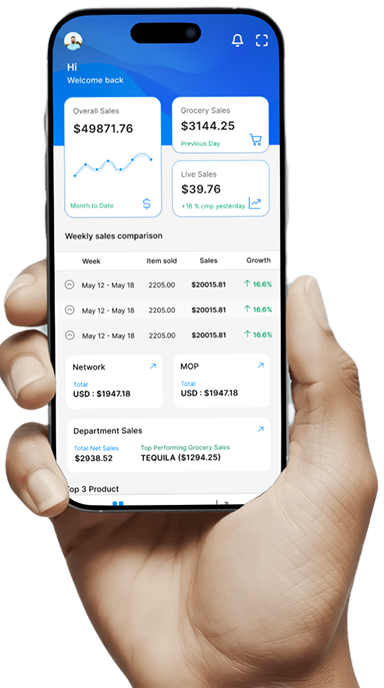 Hi
Welcome back
Overall Sales
$49871.76
Month to Date
$
Grocery Sales
$3144.25
Previous Day
Live Sales
$39.76
+16 % cmp yesterday
Weekly sales comparison
Week Item sold Sales Growth
May 12 - May 18 2205.00 $20015.81 ↑ 16.6%
May 12 - May 18 2205.00 $20015.81 ↑ 16.6%
May 12 - May 18 2205.00 $20015.81 ↑ 16.6%
Network
Total
USD : $1947.18
MOP
Total
USD : $1947.18
Department Sales
Total Net Sales
$2938.52
Top Performing Grocery Sales
TEQUILA ($1294.25)
Top 3 Product